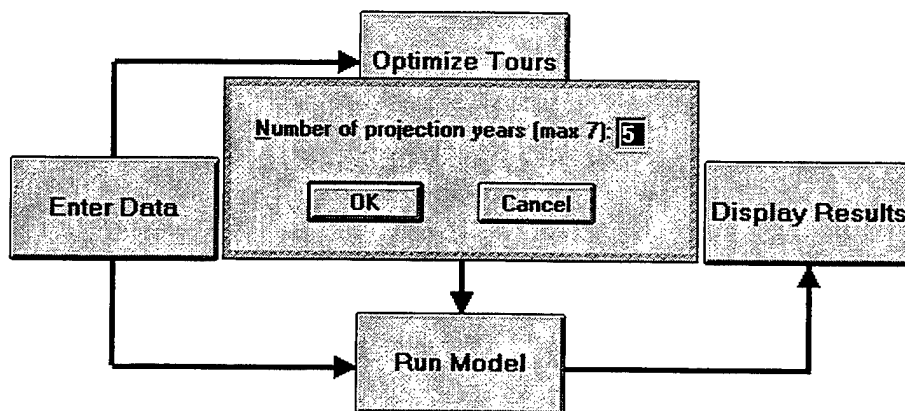 Optimize Tours
Number of projection years (max 7): 5
Enter Data
OK
Cancel
Display Results
Run Model